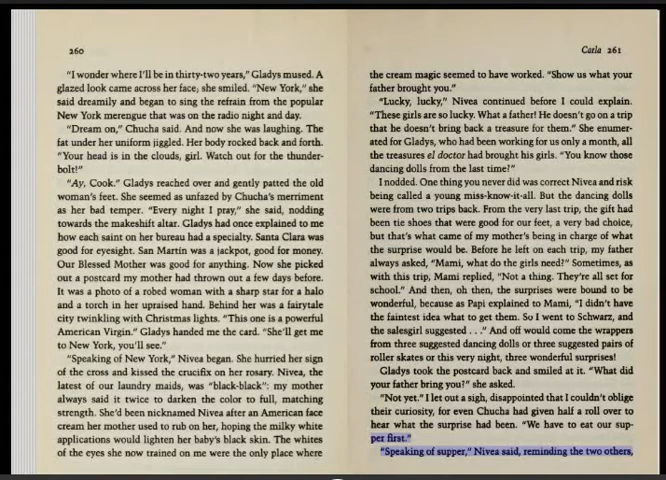 260
"I wonder where I'll be in thirty-two years," Gladys mused. A
glazed look came across her face; she smiled. "New York," she
said dreamily and began to sing the refrain from the popular
New York merengue that was on the radio night and day.
"Dream on," Chucha said. And now she was laughing. The
fat under her uniform jiggled. Her body rocked back and forth.
"Your head is in the clouds, girl. Watch out for the thunder-
bolt!"
"Ay, Cook." Gladys reached over and gently patted the old
woman's feet. She seemed as unfazed by Chucha's merriment
as her bad temper. "Every night I pray," she said, nodding
towards the makeshift altar. Gladys had once explained to me
how each saint on her bureau had a specialty. Santa Clara was
good for eyesight. San Martín was a jackpot, good for money.
Our Blessed Mother was good for anything. Now she picked
out a postcard my mother had thrown out a few days before.
It was a photo of a robed woman with a sharp star for a halo
and a torch in her upraised hand. Behind her was a fairytale
city twinkling with Christmas lights. "This one is a powerful
American Virgin." Gladys handed me the card. "She'll get me
to New York, you'll see."
"Speaking of New York," Nivea began. She hurried her sign
of the cross and kissed the crucifix on her rosary. Nivea, the
latest of our laundry maids, was "black-black": my mother
always said it twice to darken the color to full, matching
strength. She'd been nicknamed Nivea after an American face
cream her mother used to rub on her, hoping the milky white
applications would lighten her baby's black skin. The whites
of the eyes she now trained on me were the only place where
Carla 261
the cream magic seemed to have worked. "Show us what your
father brought you."
"Lucky, lucky," Nivea continued before I could explain.
"These girls are so lucky. What a father! He doesn't go on a trip
that he doesn't bring back a treasure for them." She enumer-
ated for Gladys, who had been working for us only a month, all
the treasures el doctor had brought his girls. "You know those
dancing dolls from the last time?"
I nodded. One thing you never did was correct Nivea and risk
being called a young miss-know-it-all. But the dancing dolls
were from two trips back. From the very last trip, the gift had
been tie shoes that were good for our feet, a very bad choice,
but that's what came of my mother's being in charge of what
the surprise would be. Before he left on each trip, my father
always asked, "Mami, what do the girls need?" Sometimes, as
with this trip, Mami replied, "Not a thing. They're all set for
school." And then, oh then, the surprises were bound to be
wonderful, because as Papi explained to Mami, "I didn't have
the faintest idea what to get them. So I went to Schwarz, and
the salesgirl suggested . . ." And off would come the wrappers
from three suggested dancing dolls or three suggested pairs of
roller skates or this very night, three wonderful surprises!
Gladys took the postcard back and smiled at it. "What did
your father bring you?" she asked.
"Not yet." I let out a sigh, disappointed that I couldn't oblige
their curiosity, for even Chucha had given half a roll over to
hear what the surprise had been. "We have to eat our sup-
per first."
"Speaking of supper," Nivea said, reminding the two others,